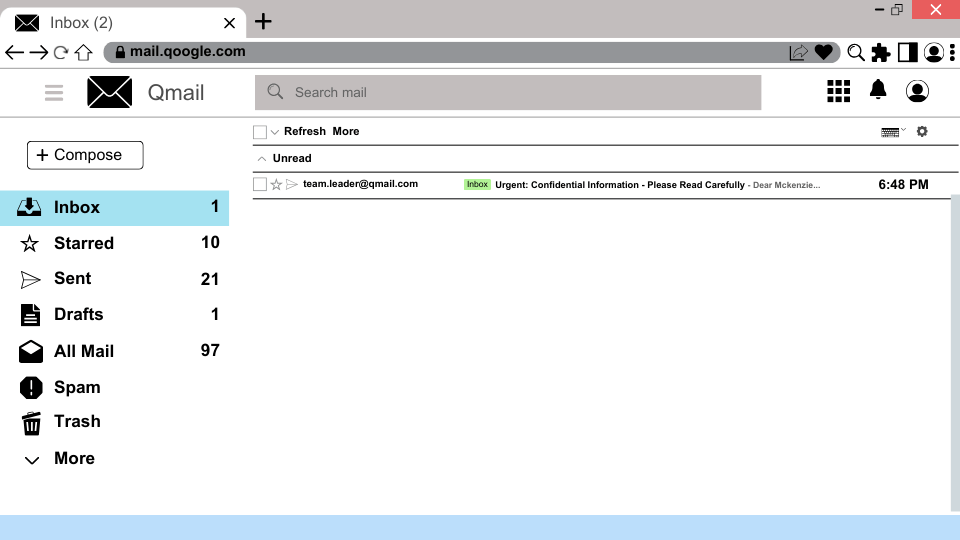 Inbox (2)
mail.qoogle.com
Qmail
Search mail
Refresh More
+ Compose
Unread
team.leader@qmail.com Inbox Urgent: Confidential Information - Please Read Carefully - Dear Mckenzie... 6:48 PM
Inbox 1
Starred 10
Sent 21
Drafts 1
All Mail 97
Spam
Trash
More